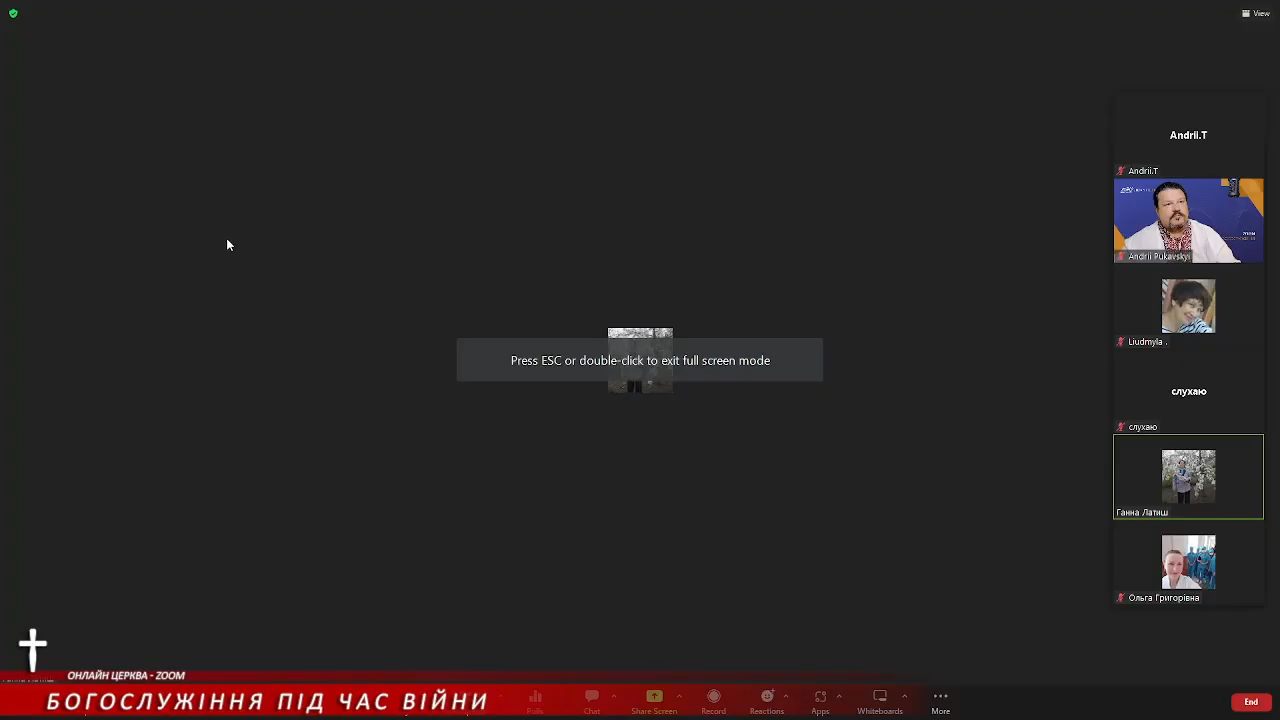 View
Andrii.T
Andrii.T
Andrii Pukavskyi
Liudmyla .
Press ESC or double-click to exit full screen mode
слухаю
слухаю
Ганна Латиш
Ольга Григорівна
ОНЛАЙН ЦЕРКВА - ZOOM
БОГОСЛУЖІННЯ ПІД ЧАС ВІЙНИ
Polls
Chat
Share Screen
Record
Reactions
Apps
Whiteboards
More
End